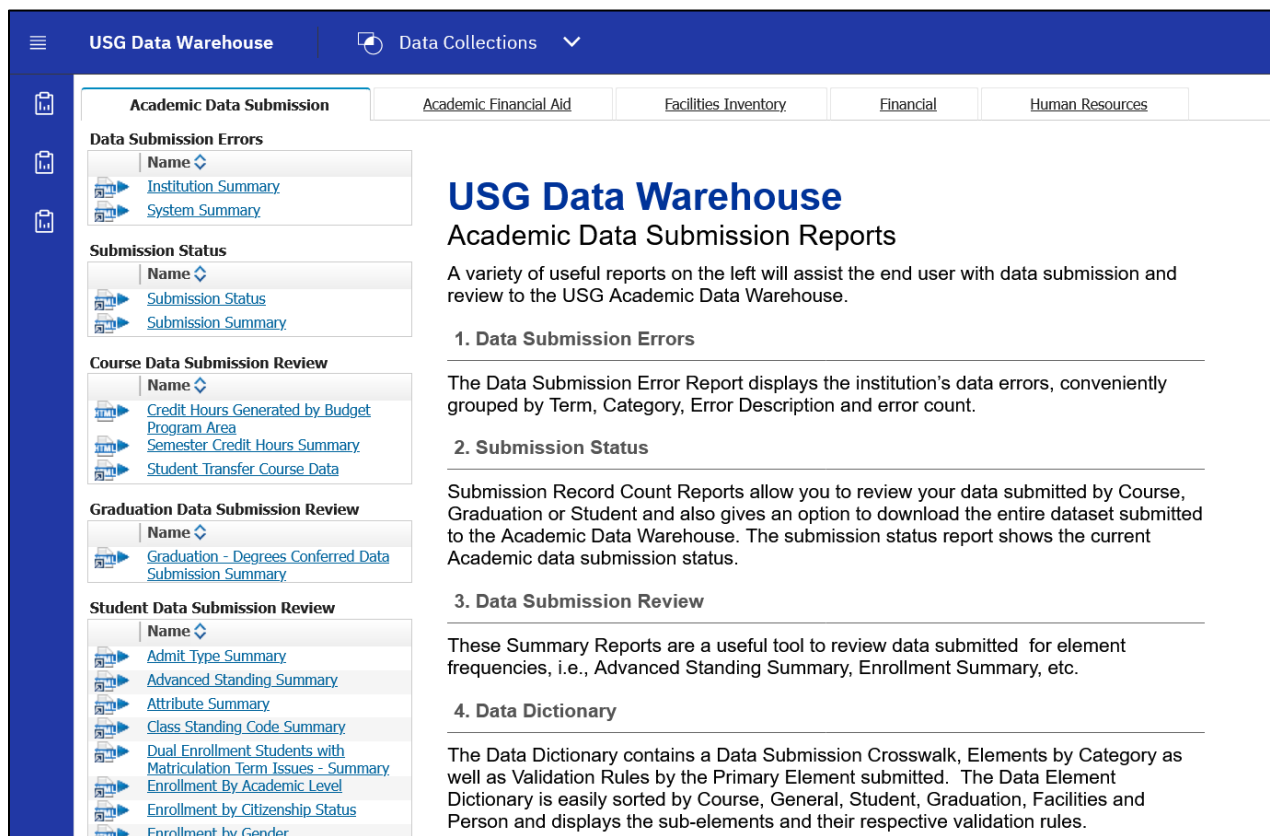 USG Data Warehouse
Data Collections
Academic Data Submission
Academic Financial Aid
Facilities Inventory
Financial
Human Resources
Data Submission Errors
Name
Institution Summary
System Summary
Submission Status
Name
Submission Status
Submission Summary
Course Data Submission Review
Name
Credit Hours Generated by Budget
Program Area
Semester Credit Hours Summary
Student Transfer Course Data
Graduation Data Submission Review
Name
Graduation - Degrees Conferred Data
Submission Summary
Student Data Submission Review
Name
Admit Type Summary
Advanced Standing Summary
Attribute Summary
Class Standing Code Summary
Dual Enrollment Students with
Matriculation Term Issues - Summary
Enrollment By Academic Level
Enrollment by Citizenship Status
Enrollment by Gender
USG Data Warehouse
Academic Data Submission Reports
A variety of useful reports on the left will assist the end user with data submission and
review to the USG Academic Data Warehouse.
1. Data Submission Errors
The Data Submission Error Report displays the institution’s data errors, conveniently
grouped by Term, Category, Error Description and error count.
2. Submission Status
Submission Record Count Reports allow you to review your data submitted by Course,
Graduation or Student and also gives an option to download the entire dataset submitted
to the Academic Data Warehouse. The submission status report shows the current
Academic data submission status.
3. Data Submission Review
These Summary Reports are a useful tool to review data submitted  for element
frequencies, i.e., Advanced Standing Summary, Enrollment Summary, etc.
4. Data Dictionary
The Data Dictionary contains a Data Submission Crosswalk, Elements by Category as
well as Validation Rules by the Primary Element submitted.  The Data Element
Dictionary is easily sorted by Course, General, Student, Graduation, Facilities and
Person and displays the sub-elements and their respective validation rules.